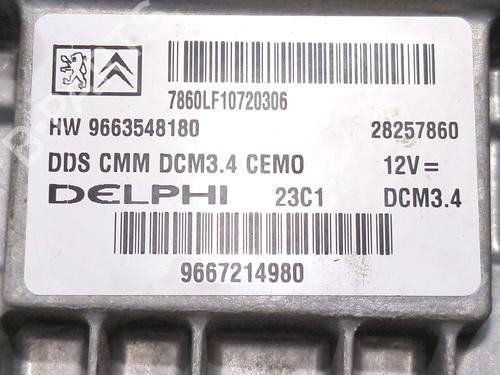 7860LF10720306
HW 9663548180 28257860
DDS CMM DCM3.4 CEMO 12V=
DELPHI 23C1 DCM3.4
9667214980